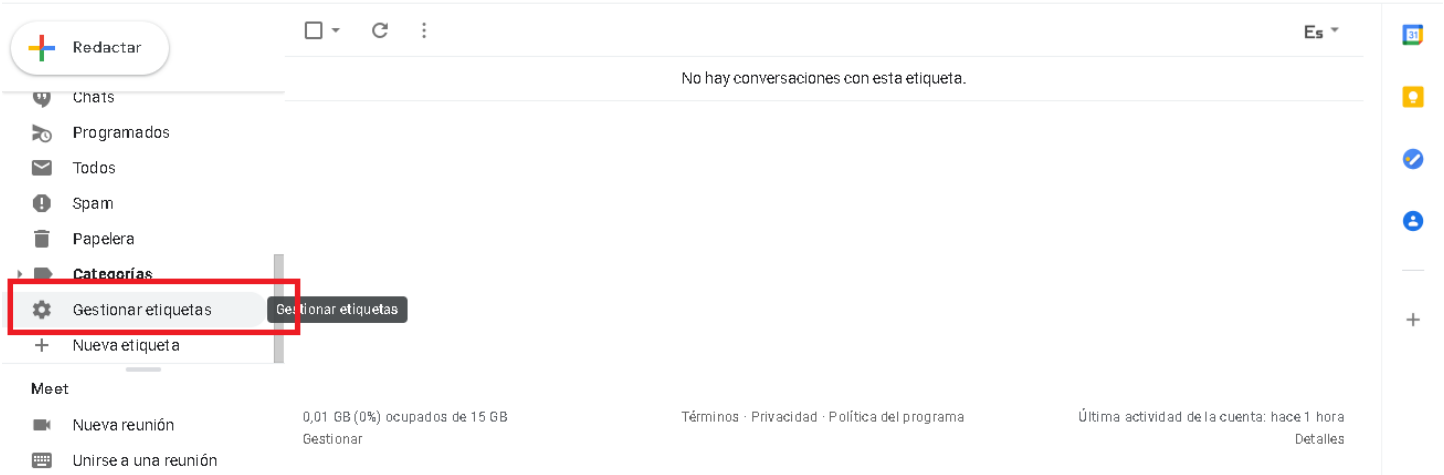 Redactar
Es
No hay conversaciones con esta etiqueta.
31
Chats
Programados
Todos
Spam
Papelera
Categorías
Gestionar etiquetas
Gestionar etiquetas
Nueva etiqueta
Meet
Nueva reunión
Unirse a una reunión
0,01 GB (0%) ocupados de 15 GB
Gestionar
Términos · Privacidad · Política del programa
Última actividad de la cuenta: hace 1 hora
Detalles